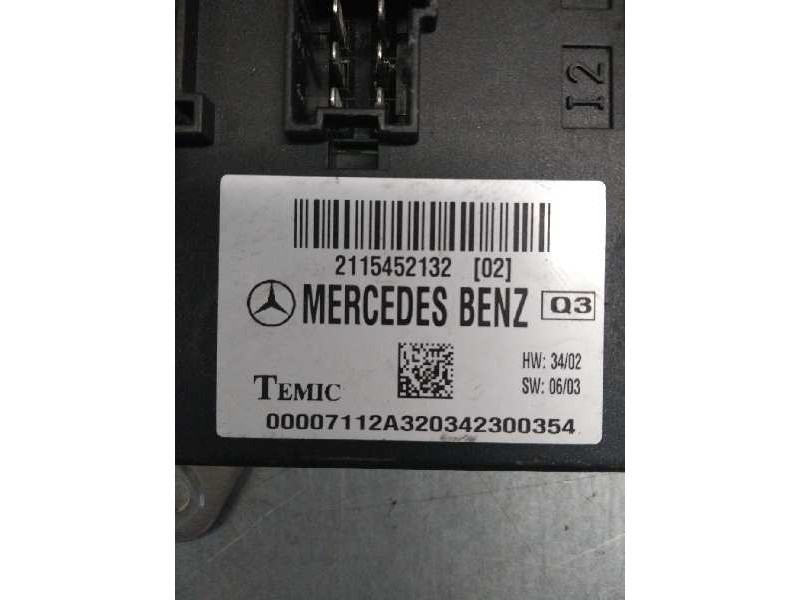 I2
2115452132 [02]
MERCEDES BENZ Q3
HW: 34/02
TEMIC SW: 06/03
00007112A320342300354